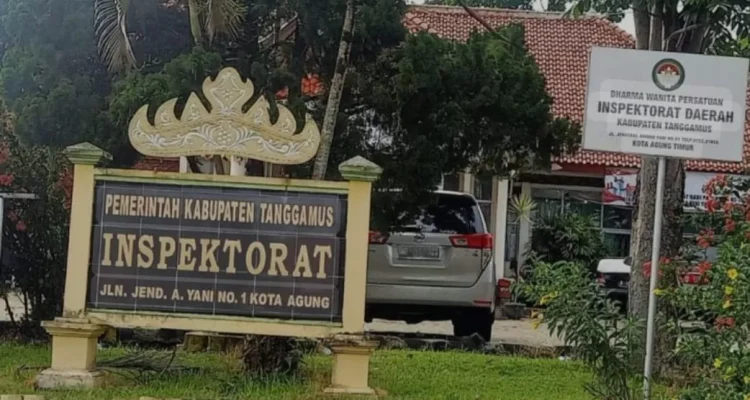 PEMERINTAH KABUPATEN TANGGAMUS
INSPEKTORAT
JLN. JEND. A. YANI NO. 1 KOTA AGUNG
DHARMA WANITA PERSATUAN
INSPEKTORAT DAERAH
KABUPATEN TANGGAMUS
KOTA AGUNG TIMUR